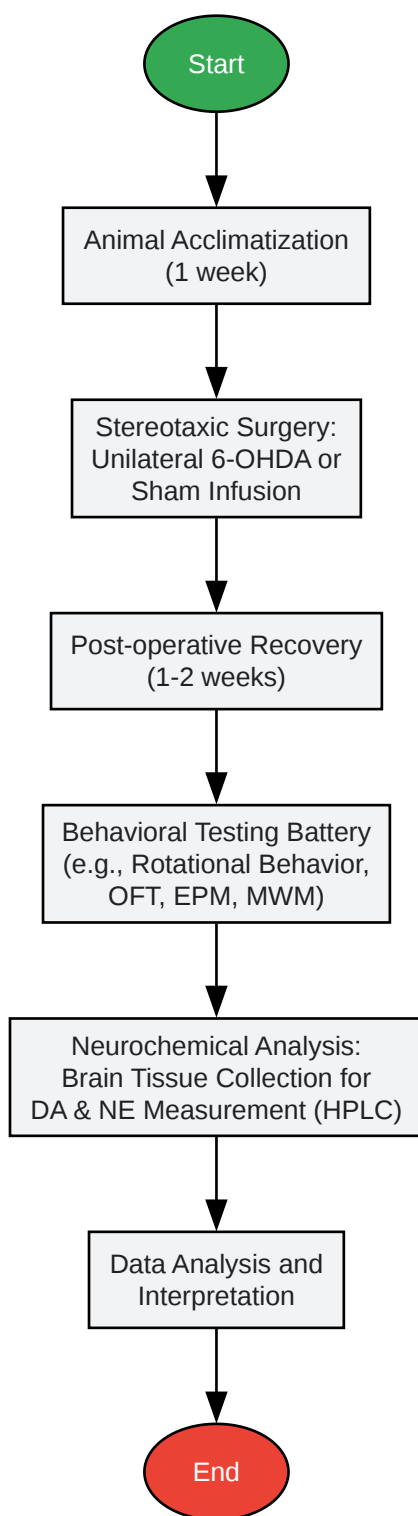 Start
Animal Acclimatization
(1 week)
Stereotaxic Surgery:
Unilateral 6-OHDA or
Sham Infusion
Post-operative Recovery
(1-2 weeks)
Behavioral Testing Battery
(e.g., Rotational Behavior,
OFT, EPM, MWM)
Neurochemical Analysis:
Brain Tissue Collection for
DA & NE Measurement (HPLC)
Data Analysis and
Interpretation
End